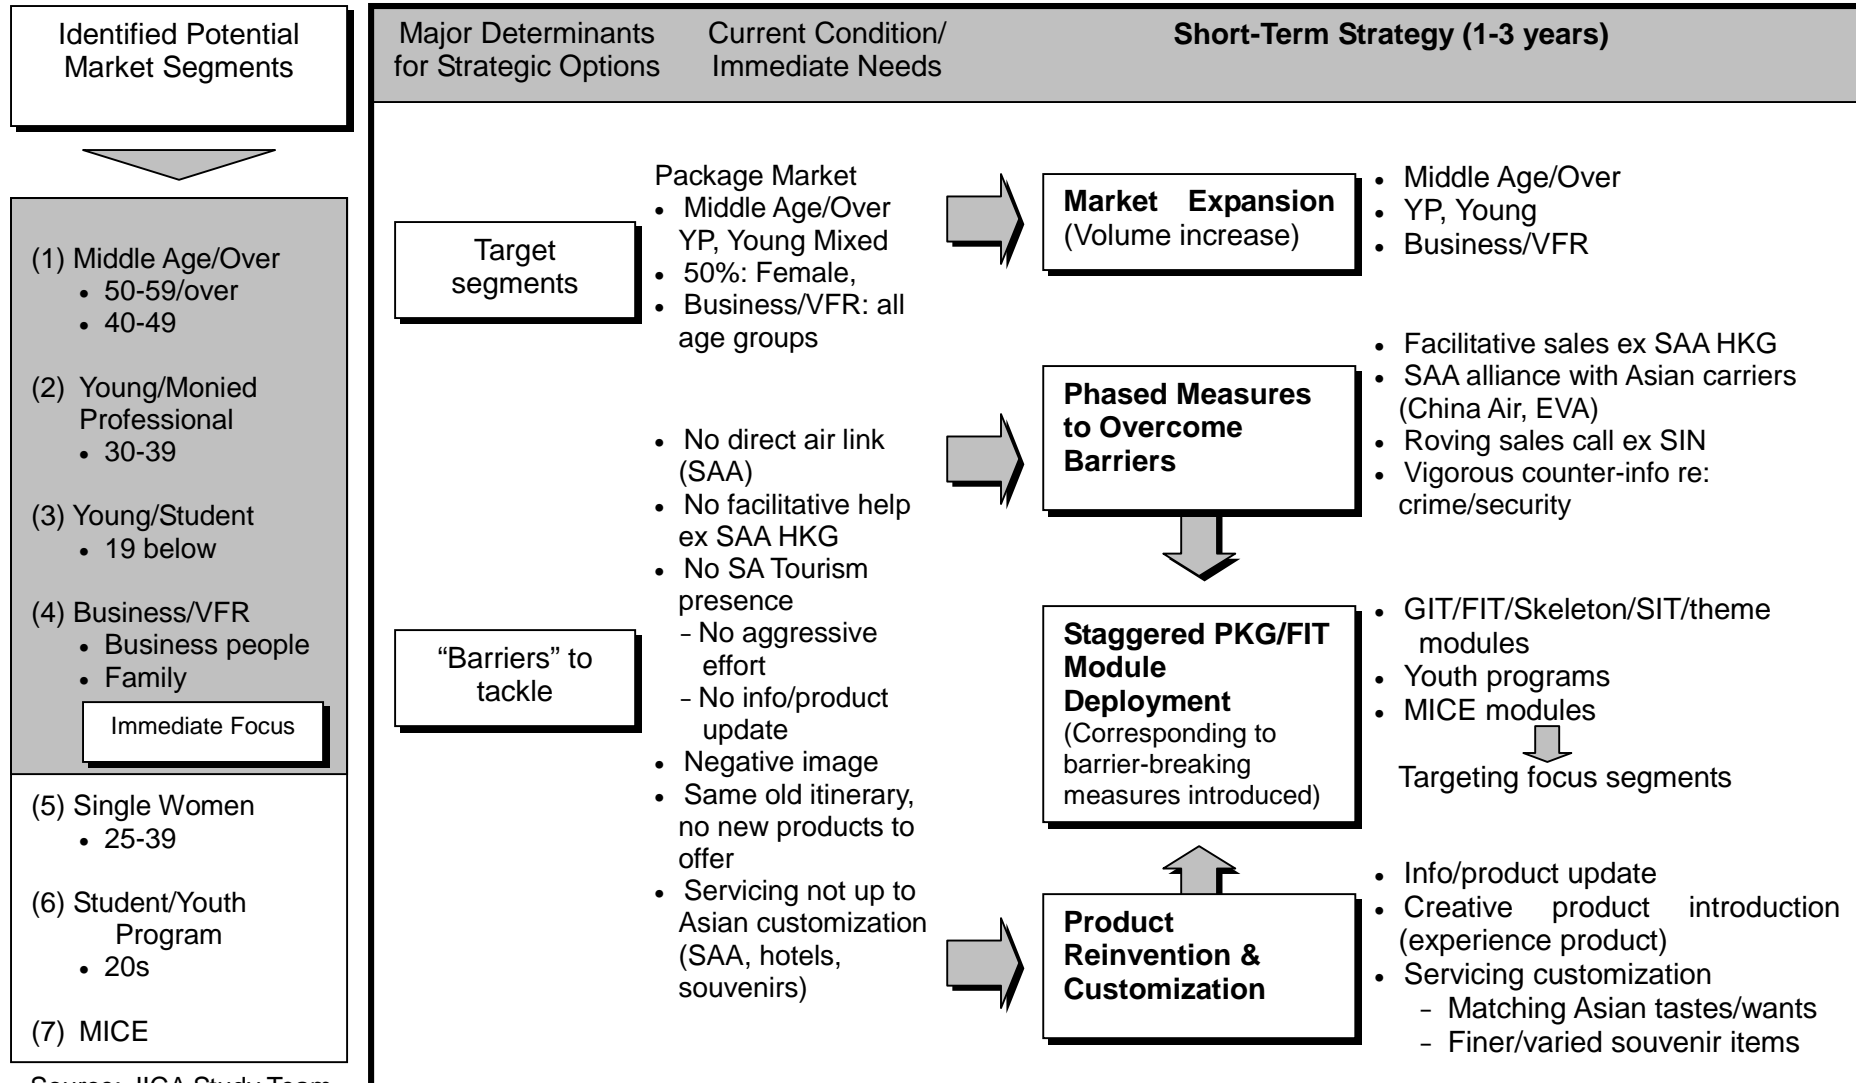 Identified Potential
Market Segments
(1) Middle Age/Over
• 50-59/over
• 40-49
(2) Young/Monied
Professional
• 30-39
(3) Young/Student
• 19 below
(4) Business/VFR
• Business people
• Family
Immediate Focus
(5) Single Women
• 25-39
(6) Student/Youth
Program
• 20s
(7) MICE
Source: JICA Study Team
Major Determinants
for Strategic Options
Current Condition/
Immediate Needs
Short-Term Strategy (1-3 years)
Target
segments
Package Market
• Middle Age/Over
YP, Young Mixed
• 50%: Female,
• Business/VFR: all
age groups
Market Expansion
(Volume increase)
• Middle Age/Over
• YP, Young
• Business/VFR
“Barriers” to
tackle
• No direct air link
(SAA)
• No facilitative help
ex SAA HKG
• No SA Tourism
presence
– No aggressive
effort
– No info/product
update
• Negative image
• Same old itinerary,
no new products to
offer
• Servicing not up to
Asian customization
(SAA, hotels,
souvenirs)
Phased Measures
to Overcome
Barriers
• Facilitative sales ex SAA HKG
• SAA alliance with Asian carriers
(China Air, EVA)
• Roving sales call ex SIN
• Vigorous counter-info re:
crime/security
Staggered PKG/FIT
Module
Deployment
(Corresponding to
barrier-breaking
measures introduced)
• GIT/FIT/Skeleton/SIT/theme
modules
• Youth programs
• MICE modules
Targeting focus segments
Product
Reinvention &
Customization
• Info/product update
• Creative product introduction
(experience product)
• Servicing customization
– Matching Asian tastes/wants
– Finer/varied souvenir items